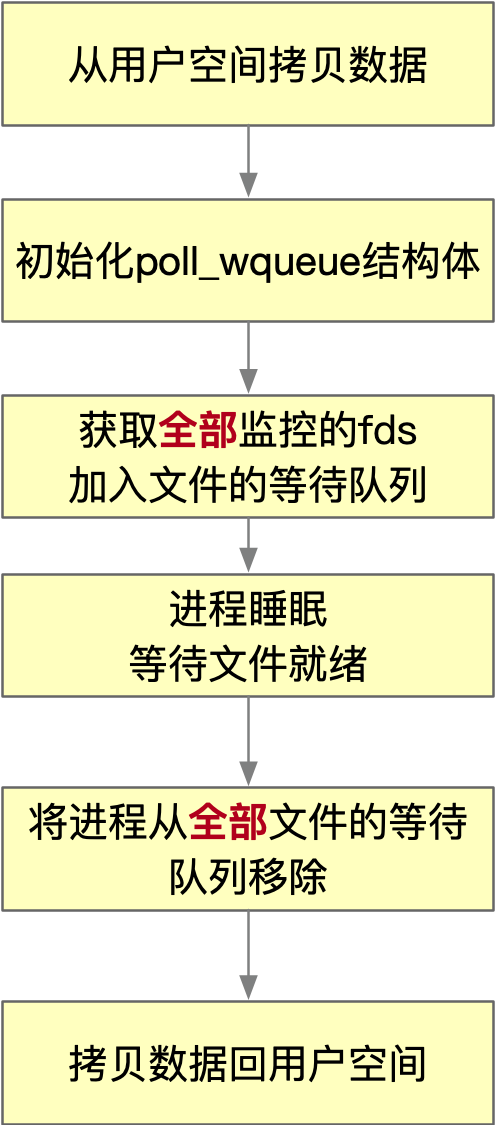 从用户空间拷贝数据
初始化poll_wqueue结构体
获取全部监控的fds
加入文件的等待队列
进程睡眠
等待文件就绪
将进程从全部文件的等待
队列移除
拷贝数据回用户空间